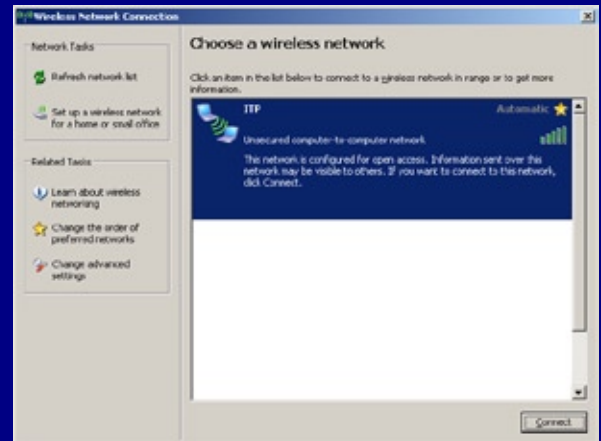 Wireless Network Connection
Network Tasks
Refresh network list
Set up a wireless network
for a home or small office
Related Tasks
Learn about wireless
networking
Change the order of
preferred networks
Change advanced
settings
Choose a wireless network
Click an item in the list below to connect to a wireless network in range or to get more
information.
ITP
Automatic
Unsecured computer-to-computer network
This network is configured for open access. Information sent over this
network may be visible to others. If you want to connect to this network,
click Connect.
Connect